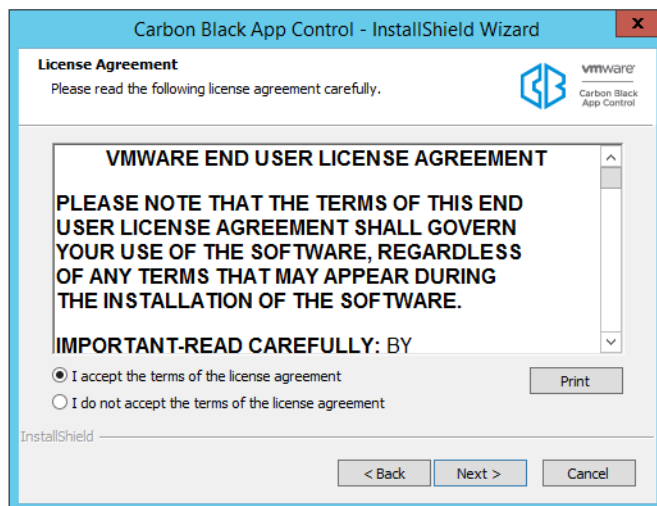 Carbon Black App Control - InstallShield Wizard
x
License Agreement
Please read the following license agreement carefully.
vmware
Carbon Black
App Control
VMWARE END USER LICENSE AGREEMENT
PLEASE NOTE THAT THE TERMS OF THIS END
USER LICENSE AGREEMENT SHALL GOVERN
YOUR USE OF THE SOFTWARE, REGARDLESS
OF ANY TERMS THAT MAY APPEAR DURING
THE INSTALLATION OF THE SOFTWARE.
IMPORTANT-READ CAREFULLY: BY
I accept the terms of the license agreement
Print
I do not accept the terms of the license agreement
InstallShield
< Back
Next >
Cancel